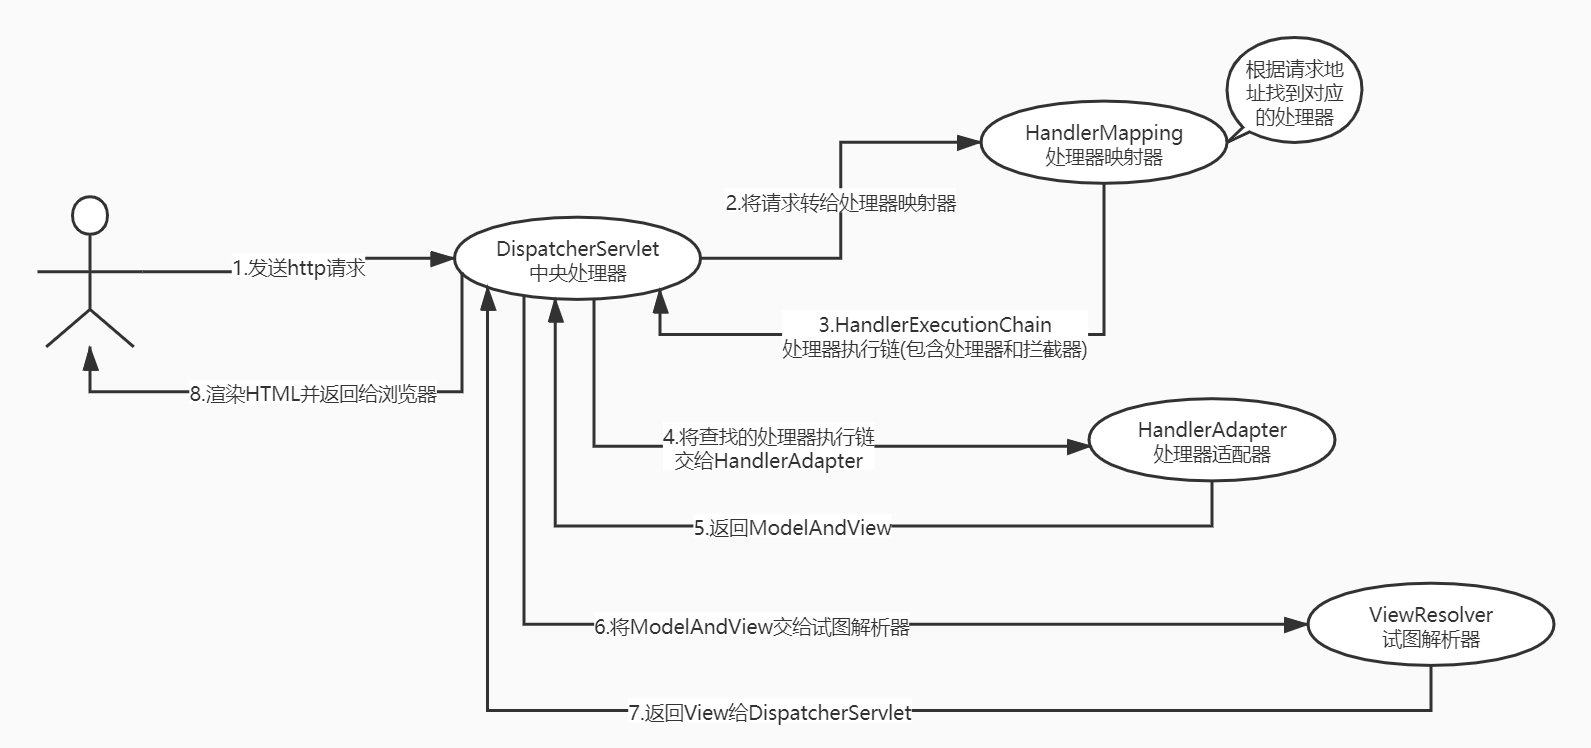 根据请求地
址找到对应
的处理器
HandlerMapping
处理器映射器
2.将请求转给处理器映射器
DispatcherServlet
中央处理器
1.发送http请求
3.HandlerExecutionChain
处理器执行链(包含处理器和拦截器)
8.渲染HTML并返回给浏览器
4.将查找的处理器执行链
交给HandlerAdapter
HandlerAdapter
处理器适配器
5.返回ModelAndView
6.将ModelAndView交给试图解析器
ViewResolver
试图解析器
7.返回View给DispatcherServlet